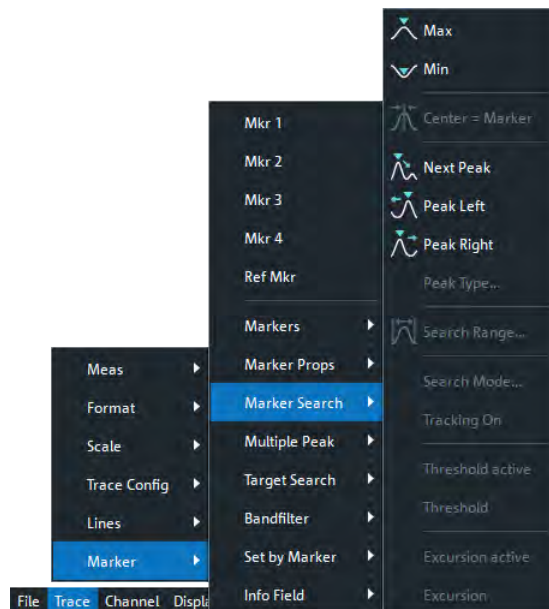 Max
Min
Center = Marker
Next Peak
Peak Left
Peak Right
Peak Type...
Search Range...
Search Mode...
Tracking On
Threshold active
Threshold
Excursion active
Excursion
Mkr 1
Mkr 2
Mkr 3
Mkr 4
Ref Mkr
Markers
Marker Props
Marker Search
Multiple Peak
Target Search
Bandfilter
Set by Marker
Info Field
Meas
Format
Scale
Trace Config
Lines
Marker
File Trace Channel Displa